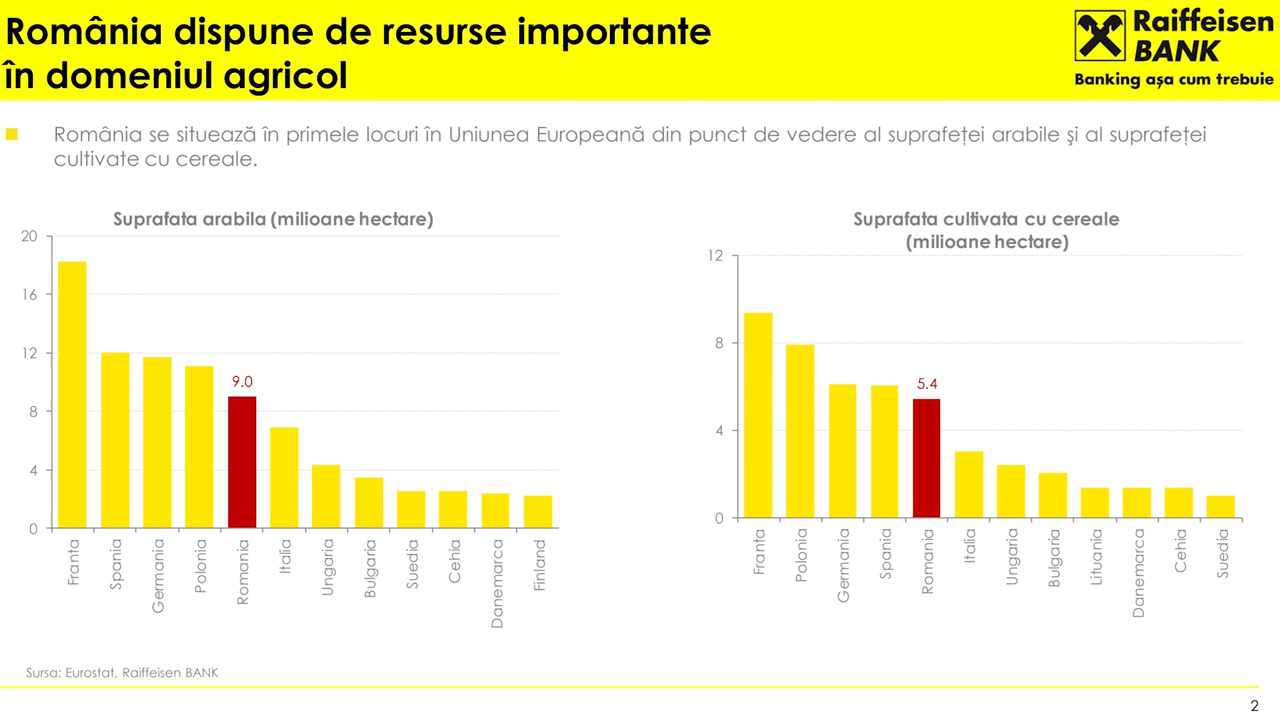 România dispune de resurse importante
în domeniul agricol
Raiffeisen
BANK
Banking așa cum trebuie
România se situează în primele locuri în Uniunea Europeană din punct de vedere al suprafeței arabile şi al suprafeței
cultivate cu cereale.
Suprafata arabila (milioane hectare)
20
16
12
8
4
0
9.0
Franta
Spania
Germania
Polonia
Romania
Italia
Ungaria
Bulgaria
Suedia
Cehia
Danemarca
Finland
Suprafata cultivata cu cereale
(milioane hectare)
12
8
4
0
5.4
Franta
Polonia
Germania
Spania
Romania
Italia
Ungaria
Bulgaria
Lituania
Danemarca
Cehia
Suedia
Sursa: Eurostat, Raiffeisen BANK
2